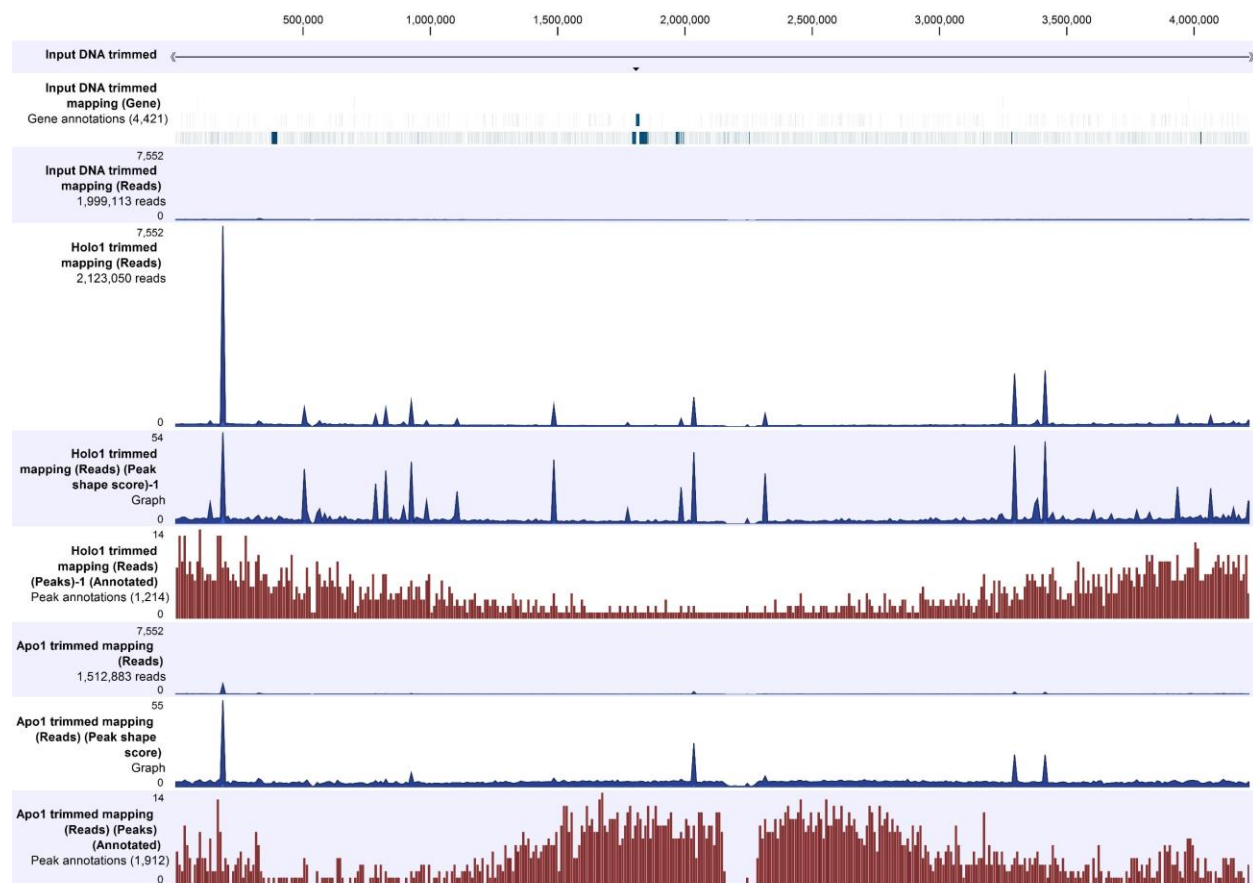 500,000 1,000,000 1,500,000 2,000,000 2,500,000 3,000,000 3,500,000 4,000,000
Input DNA trimmed
Input DNA trimmed
mapping (Gene)
Gene annotations (4,421)
7,552
Input DNA trimmed
mapping (Reads)
1,999,113 reads
0
7,552
Holo1 trimmed
mapping (Reads)
2,123,050 reads
0
54
Holo1 trimmed
mapping (Reads) (Peak
shape score)-1
Graph
0
Holo1 trimmed
14
mapping (Reads)
(Peaks)-1 (Annotated)
Peak annotations (1,214)
0
7,552
Apo1 trimmed mapping
(Reads)
1,512,883 reads
0
55
Apo1 trimmed mapping
(Reads) (Peak shape
score)
Graph
0
14
Apo1 trimmed mapping
(Reads) (Peaks)
(Annotated)
Peak annotations (1,912)
0